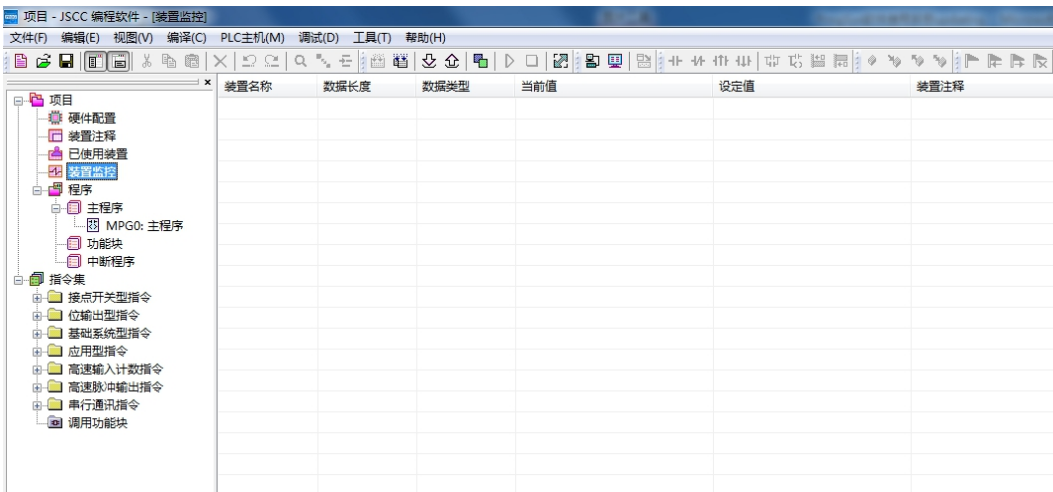 项目 - JSCC 编程软件 - [装置监控]
文件(F) 编辑(E) 视图(V) 编译(C) PLC主机(M) 调试(D) 工具(T) 帮助(H)
装置名称 数据长度 数据类型 当前值 设定值 装置注释
项目
硬件配置
装置注释
已使用装置
装置监控
程序
主程序
MPG0: 主程序
功能块
中断程序
指令集
接点开关型指令
位输出型指令
基础系统型指令
应用型指令
高速输入计数指令
高速脉冲输出指令
串行通讯指令
调用功能块